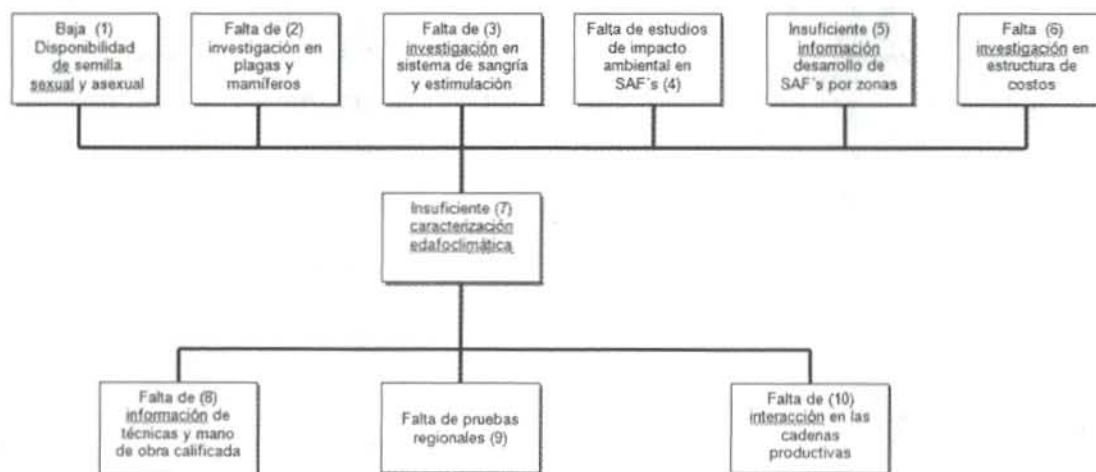 Baja (1)
Disponibilidad
de semilla
sexual y asexual
Falta de (2)
investigación en
plagas y
mamíferos
Falta de (3)
investigación en
sistema de sangría
y estimulación
Falta de estudios
de impacto
ambiental en
SAF´s (4)
Insuficiente (5)
información
desarrollo de
SAF´s por zonas
Falta (6)
investigación en
estructura de
costos
Insuficiente (7)
caracterización
edafoclimática
Falta de (8)
información de
técnicas y mano
de obra calificada
Falta de pruebas
regionales (9)
Falta de (10)
interacción en las
cadenas
productivas